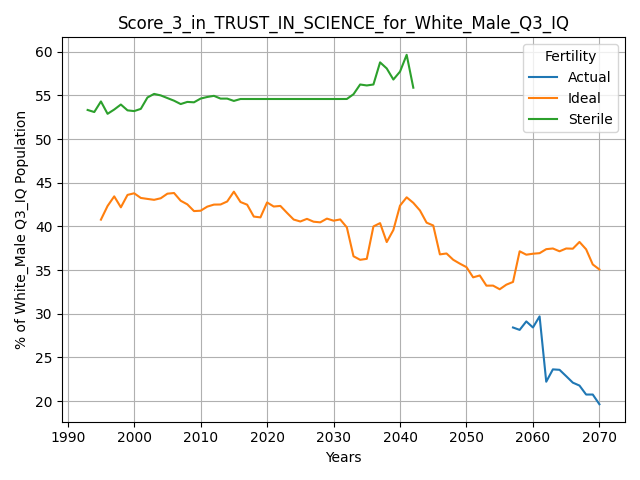 Score_3_in_TRUST_IN_SCIENCE_for_White_Male_Q3_IQ
Fertility
Actual
Ideal
Sterile
% of White_Male Q3_IQ Population
60
55
50
45
40
35
30
25
20
1990 2000 2010 2020 2030 2040 2050 2060 2070
Years